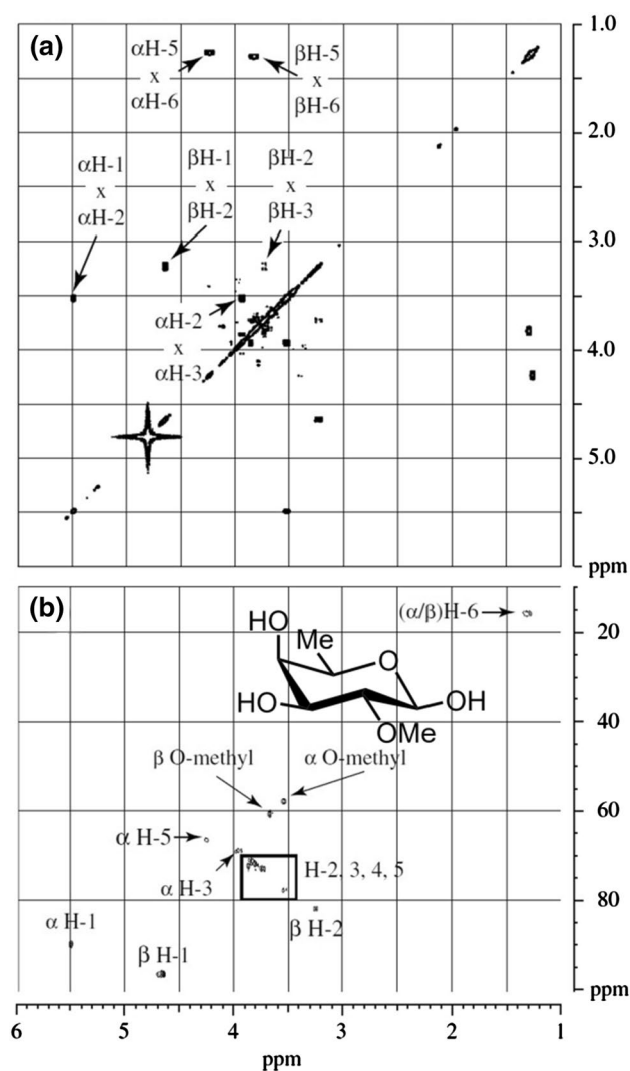 (a)
1.0
αH-5
x
αH-6
βH-5
x
βH-6
2.0
αH-1
x
αH-2
βH-1
x
βH-2
βH-2
x
βH-3
3.0
αH-2
x
αH-3
4.0
5.0
ppm
(b)
(α/β)H-6
20
HO
Me
O
HO
OH
OMe
40
β O-methyl
α O-methyl
60
α H-5
α H-3
H-2, 3, 4, 5
80
β H-2
α H-1
β H-1
ppm
6 5 4 3 2 1
ppm